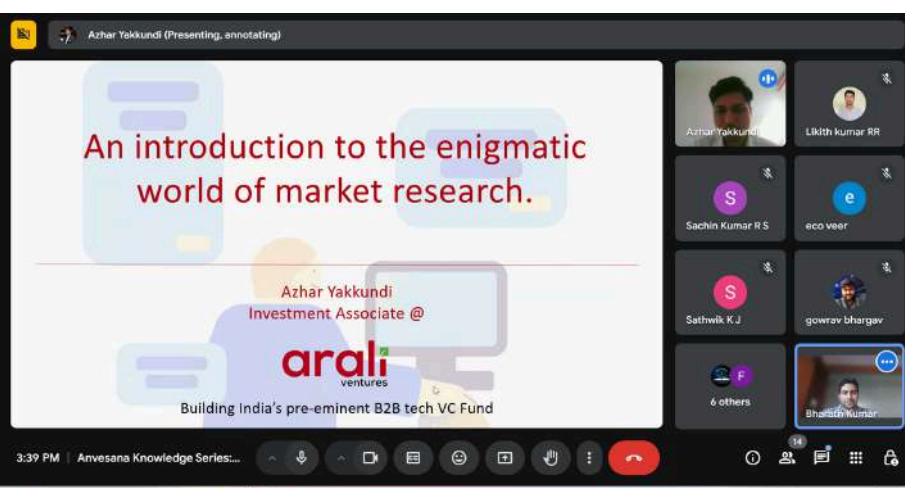 Azhar Yakkundi (Presenting, annotating)
An introduction to the enigmatic
world of market research.
Azhar Yakkundi
Investment Associate @
arali
ventures
Building India's pre-eminent B2B tech VC Fund
Azhar Yakkundi
Likith kumar RR
S
Sachin Kumar R S
e
eco veer
S
Sathwik K J
gowrav bhargav
F
6 others
Bharath Kumar
3:39 PM | Anvesana Knowledge Series:...
14